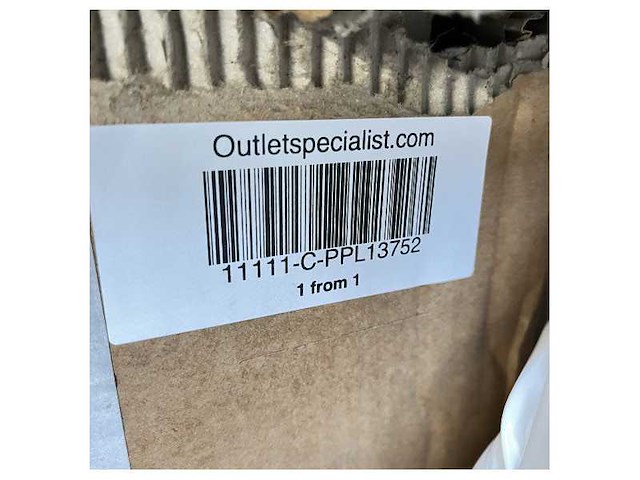 Outletspecialist.com
11111-C-PPL13752
1 from 1